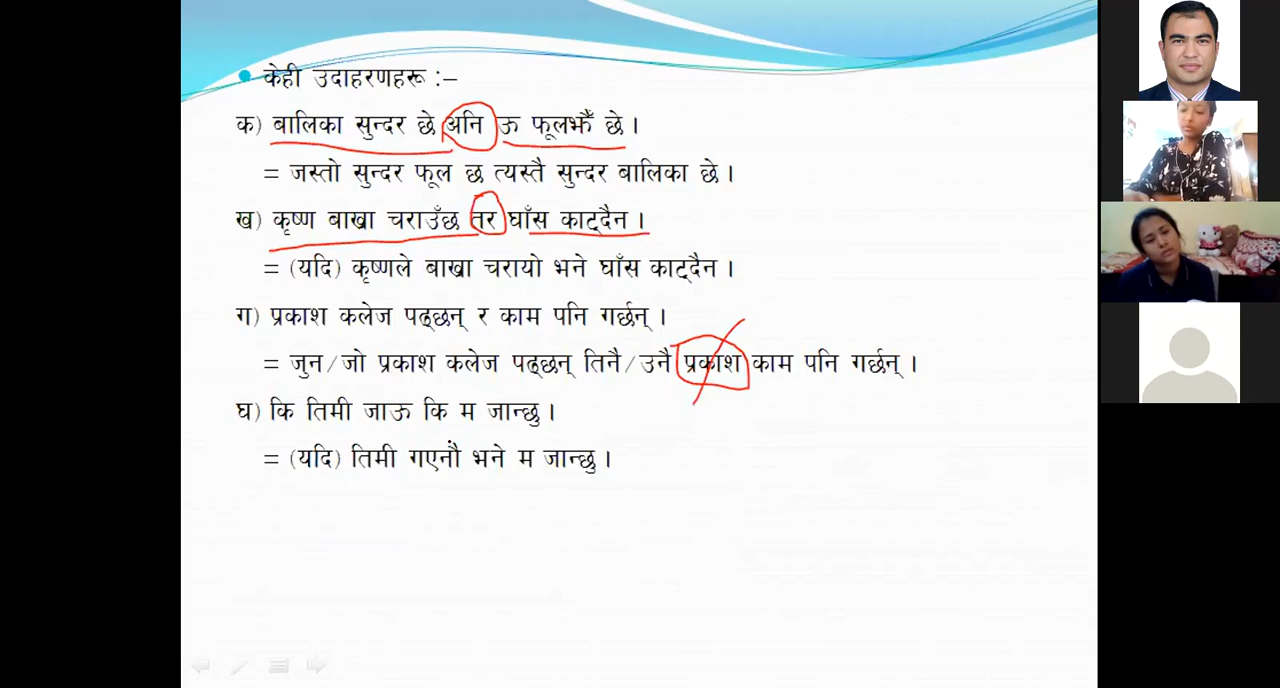 केही उदाहरणहरू :–
क) बालिका सुन्दर छे अनि ऊ फूलझैँ छे ।
= जस्तो सुन्दर फूल छ त्यस्तै सुन्दर बालिका छे ।
ख) कृष्ण बाख्रा चराउँछ तर घाँस काट्दैन ।
= (यदि) कृष्णले बाख्रा चरायो भने घाँस काट्दैन ।
ग) प्रकाश कलेज पढ्छन् र काम पनि गर्छन् ।
= जुन/जो प्रकाश कलेज पढ्छन् तिनै/उनै प्रकाश काम पनि गर्छन् ।
घ) कि तिमी जाऊ कि म जान्छु ।
= (यदि) तिमी गएनौ भने म जान्छु ।